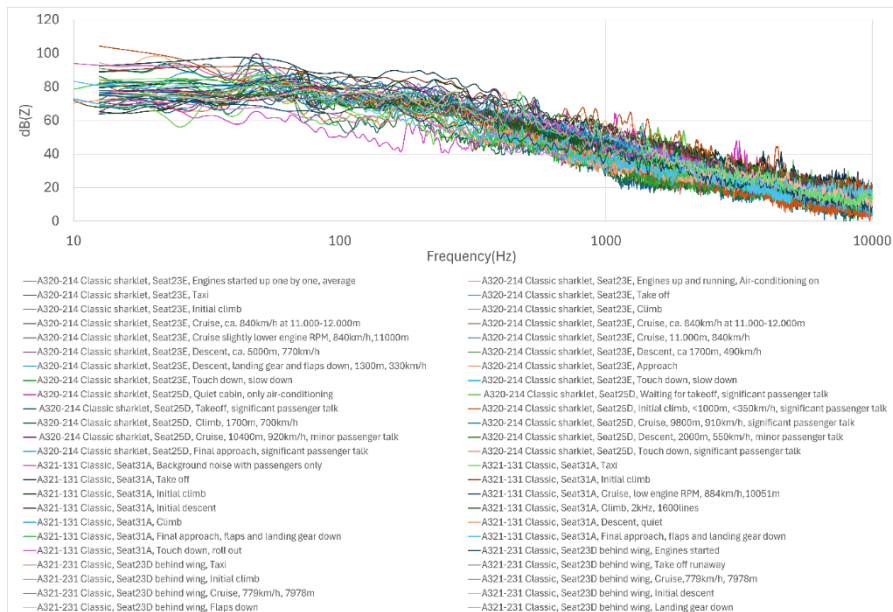 120
100
80
60
40
20
0
dB(Z)
10 100 1000 10000
Frequency(Hz)
A320-214 Classic sharklet, Seat23E, Engines started up one by one, average
A320-214 Classic sharklet, Seat23E, Engines up and running, Air-conditioning on
A320-214 Classic sharklet, Seat23E, Taxi
A320-214 Classic sharklet, Seat23E, Take off
A320-214 Classic sharklet, Seat23E, Initial climb
A320-214 Classic sharklet, Seat23E, Climb
A320-214 Classic sharklet, Seat23E, Cruise, ca. 840km/h at 11.000-12.000m
A320-214 Classic sharklet, Seat23E, Cruise, ca. 840km/h at 11.000-12.000m
A320-214 Classic sharklet, Seat23E, Cruise slightly lower engine RPM, 840km/h,11000m
A320-214 Classic sharklet, Seat23E, Cruise, 11.000m, 840km/h
A320-214 Classic sharklet, Seat23E, Descent, ca. 5000m, 770km/h
A320-214 Classic sharklet, Seat23E, Descent, ca 1700m, 490km/h
A320-214 Classic sharklet, Seat23E, Descent, landing gear and flaps down, 1300m, 330km/h
A320-214 Classic sharklet, Seat23E, Approach
A320-214 Classic sharklet, Seat23E, Touch down, slow down
A320-214 Classic sharklet, Seat23E, Touch down, slow down
A320-214 Classic sharklet, Seat25D, Quiet cabin, only air-conditioning
A320-214 Classic sharklet, Seat25D, Waiting for takeoff, significant passenger talk
A320-214 Classic sharklet, Seat25D, Takeoff, significant passenger talk
A320-214 Classic sharklet, Seat25D, Initial climb, <1000m, <350km/h, significant passenger talk
A320-214 Classic sharklet, Seat25D, Climb, 1700m, 700km/h
A320-214 Classic sharklet, Seat25D, Cruise, 9800m, 910km/h, significant passenger talk
A320-214 Classic sharklet, Seat25D, Cruise, 10400m, 920km/h, minor passenger talk
A320-214 Classic sharklet, Seat25D, Descent, 2000m, 550km/h, minor passenger talk
A320-214 Classic sharklet, Seat25D, Final approach, significant passenger talk
A320-214 Classic sharklet, Seat25D, Touch down, significant passenger talk
A321-131 Classic, Seat31A, Background noise with passengers only
A321-131 Classic, Seat31A, Taxi
A321-131 Classic, Seat31A, Take off
A321-131 Classic, Seat31A, Initial climb
A321-131 Classic, Seat31A, Initial climb
A321-131 Classic, Seat31A, Cruise, low engine RPM, 884km/h,10051m
A321-131 Classic, Seat31A, Initial descent
A321-131 Classic, Seat31A, Climb, 2kHz, 1600lines
A321-131 Classic, Seat31A, Climb
A321-131 Classic, Seat31A, Descent, quiet
A321-131 Classic, Seat31A, Final approach, flaps and landing gear down
A321-131 Classic, Seat31A, Final approach, flaps and landing gear down
A321-131 Classic, Seat31A, Touch down, roll out
A321-231 Classic, Seat23D behind wing, Engines started
A321-231 Classic, Seat23D behind wing, Taxi
A321-231 Classic, Seat23D behind wing, Take off runaway
A321-231 Classic, Seat23D behind wing, Initial climb
A321-231 Classic, Seat23D behind wing, Cruise,779km/h, 7978m
A321-231 Classic, Seat23D behind wing, Cruise, 779km/h, 7978m
A321-231 Classic, Seat23D behind wing, Initial descent
A321-231 Classic, Seat23D behind wing, Flaps down
A321-231 Classic, Seat23D behind wing, Landing gear down